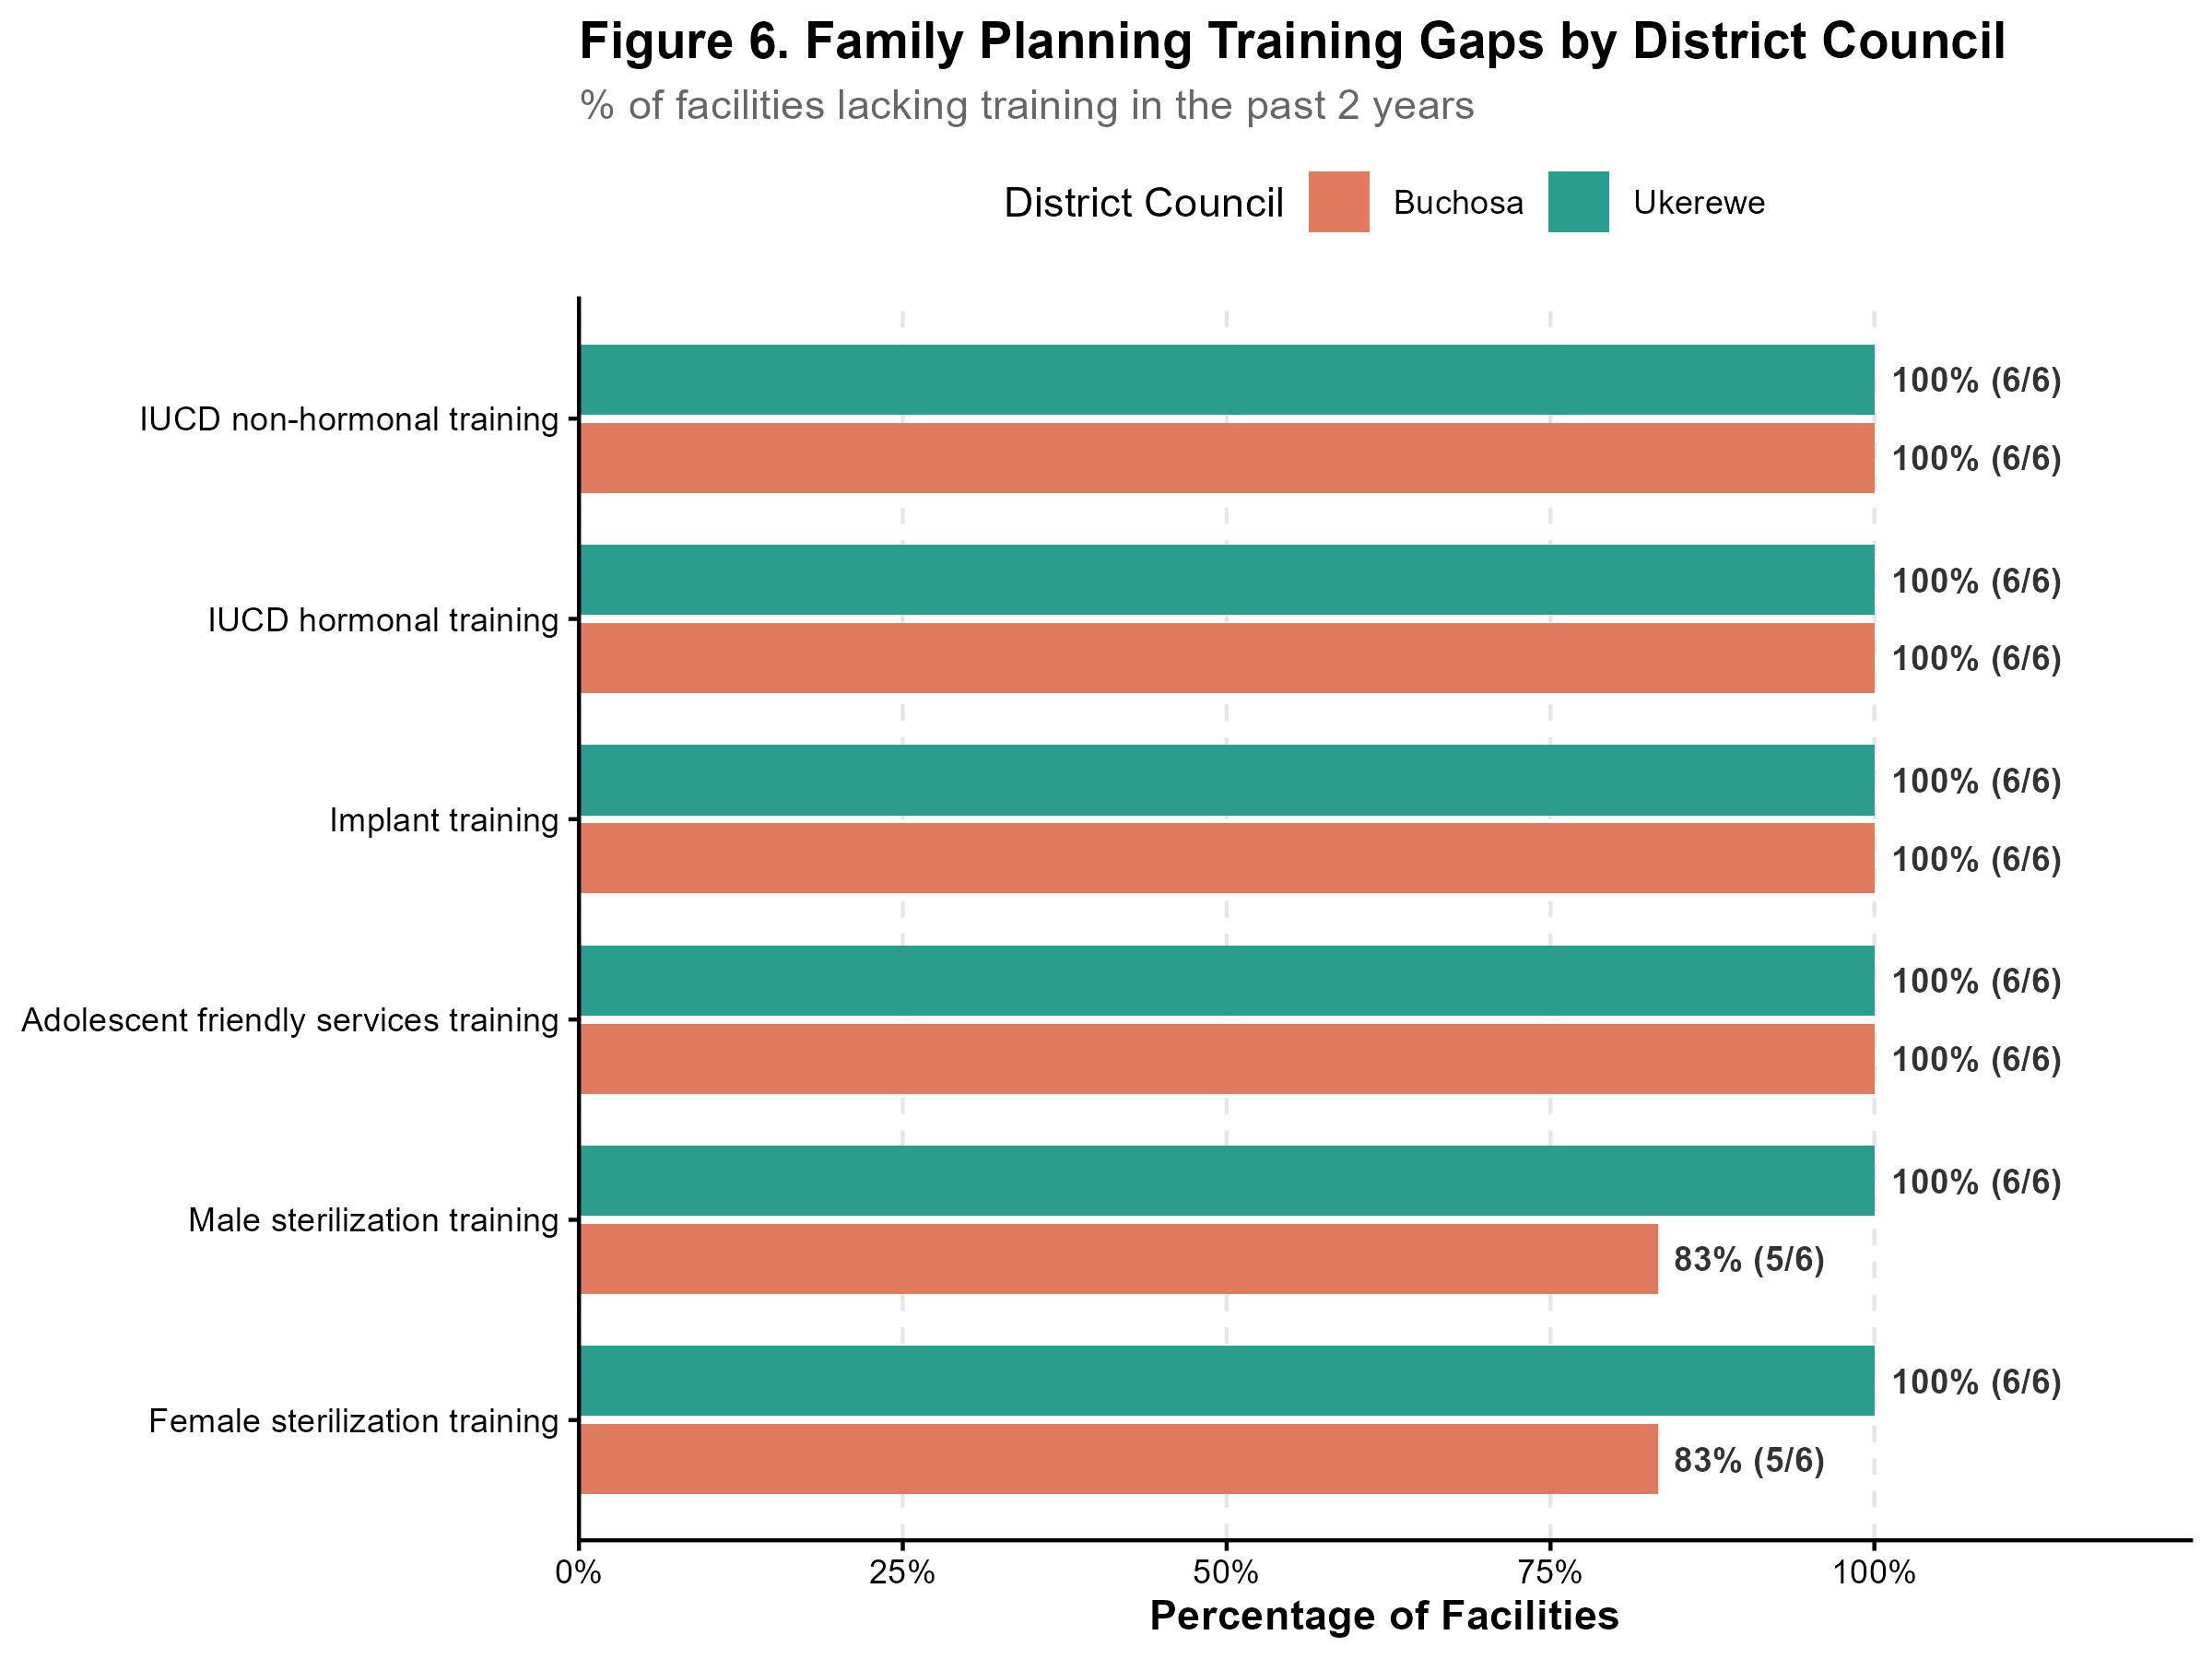 Figure 6. Family Planning Training Gaps by District Council
% of facilities lacking training in the past 2 years
District Council Buchosa Ukerewe
100% (6/6)
IUCD non-hormonal training
100% (6/6)
100% (6/6)
IUCD hormonal training
100% (6/6)
100% (6/6)
Implant training
100% (6/6)
100% (6/6)
Adolescent friendly services training
100% (6/6)
100% (6/6)
Male sterilization training
83% (5/6)
100% (6/6)
Female sterilization training
83% (5/6)
0% 25% 50% 75% 100%
Percentage of Facilities